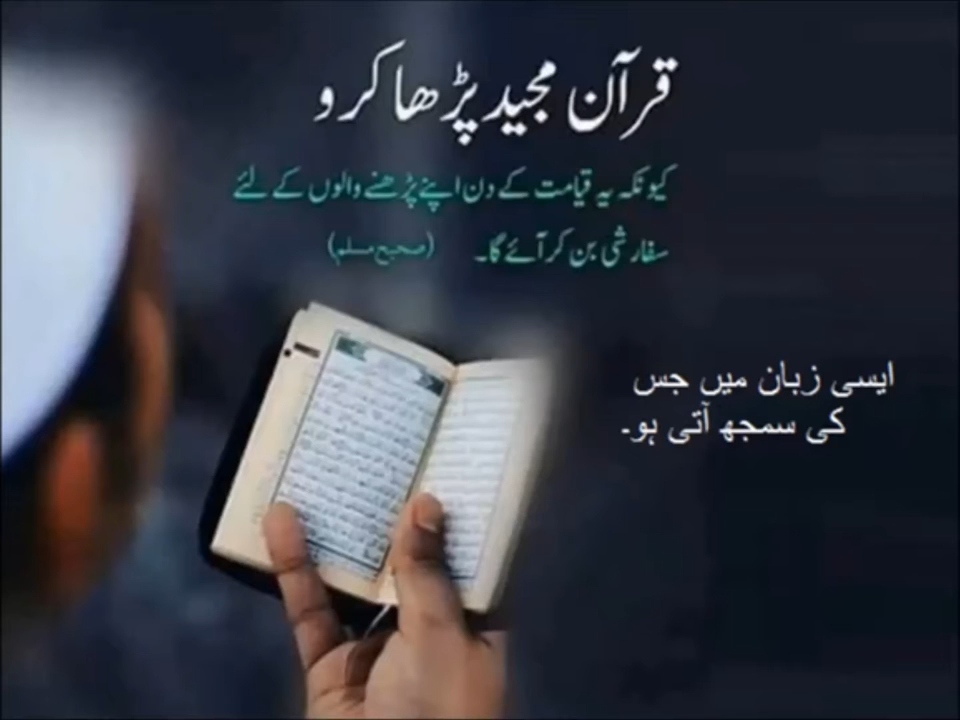 قرآن مجید پڑھا کرو
کیونکہ یہ قیامت کے دن اپنے پڑھنے والوں کے لئے
سفارشی بن کر آئے گا۔ (صحیح مسلم)
ایسی زبان میں جس
کی سمجھ آتی ہو۔